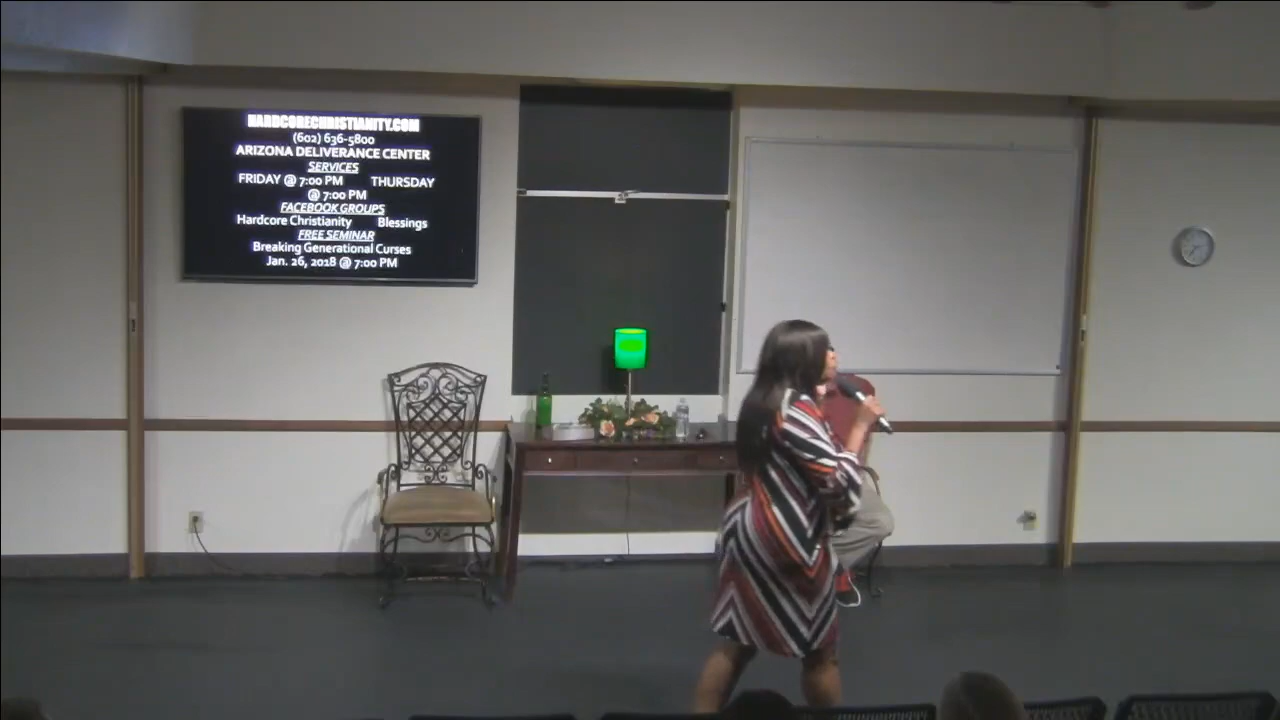 HARDCORECHRISTIANITY.COM
(602) 636-5800
ARIZONA DELIVERANCE CENTER
SERVICES
FRIDAY @ 7:00 PM THURSDAY
@ 7:00 PM
FACEBOOK GROUPS
Hardcore Christianity Blessings
FREE SEMINAR
Breaking Generational Curses
Jan. 26, 2018 @ 7:00 PM